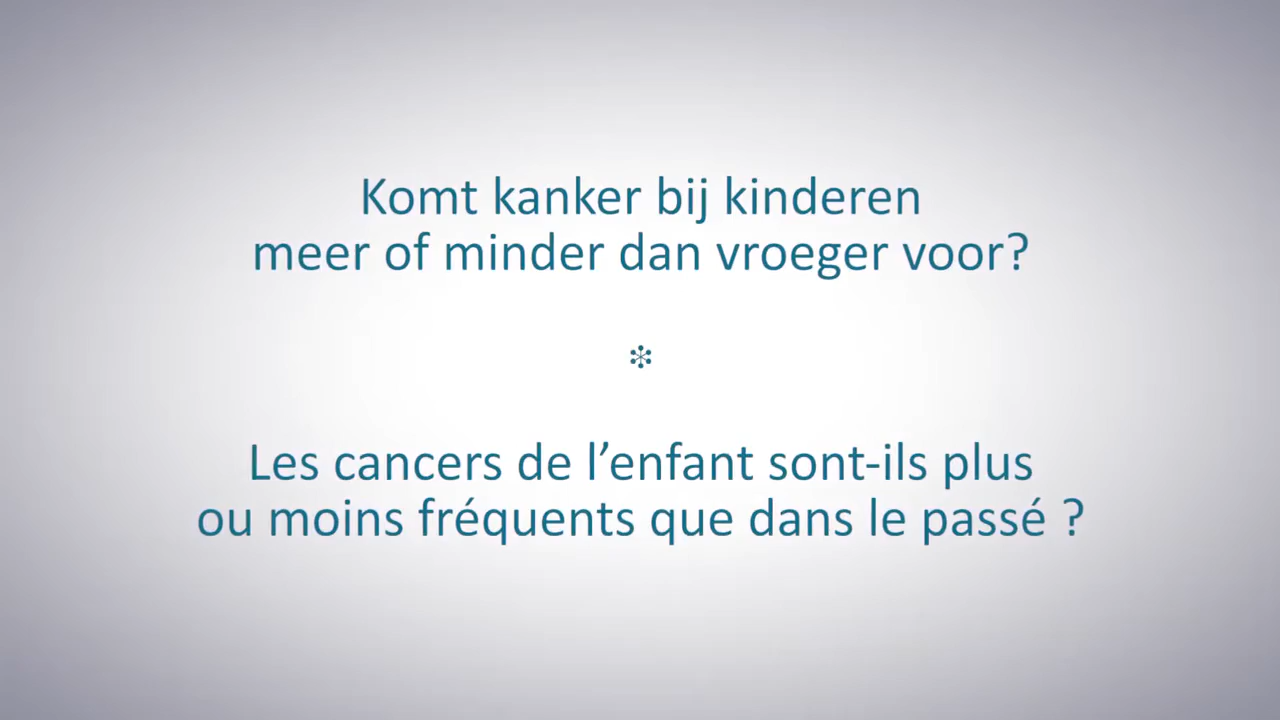 Komt kanker bij kinderen
meer of minder dan vroeger voor?
Les cancers de l’enfant sont-ils plus
ou moins fréquents que dans le passé ?